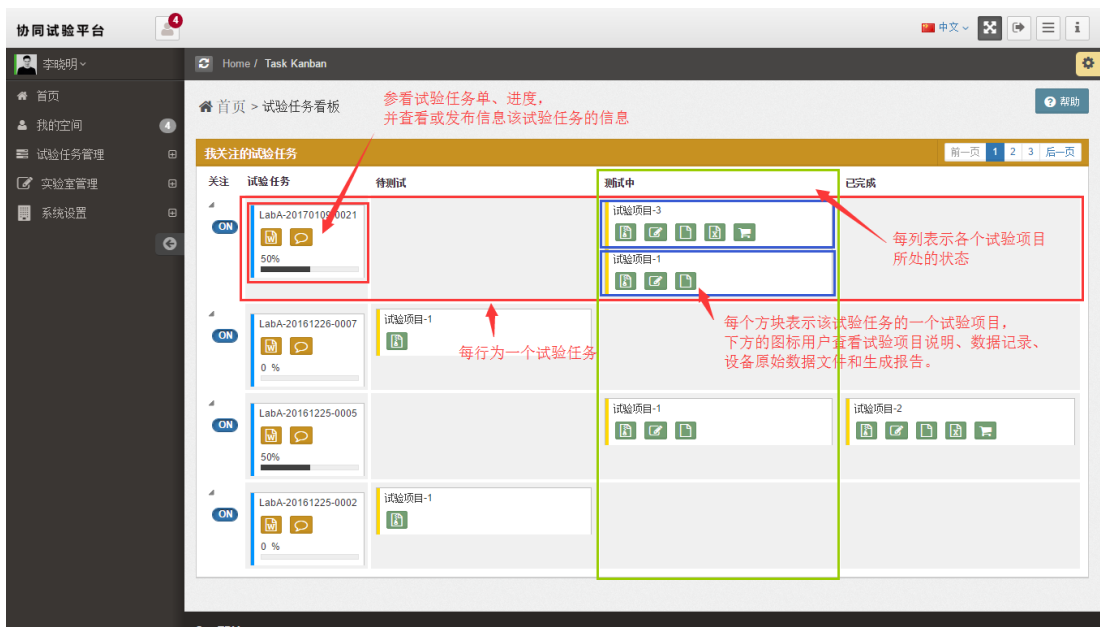 协同试验平台
4
中文
i
李晓明
Home / Task Kanban
首页
我的空间
4
试验任务管理
实验室管理
系统设置
首页 > 试验任务看板
参看试验任务单、进度，
并查看或发布信息该试验任务的信息
帮助
我关注的试验任务
前一页 1 2 3 后一页
关注 试验任务 待测试 测试中 已完成
ON
LabA-20170109-0021
50%
试验项目-3
试验项目-1
每列表示各个试验项目
所处的状态
ON
LabA-20161226-0007
0 %
试验项目-1
每行为一个试验任务
每个方块表示该试验任务的一个试验项目，
下方的图标用户查看试验项目说明、数据记录、
设备原始数据文件和生成报告。
ON
LabA-20161225-0005
50%
试验项目-1
试验项目-2
ON
LabA-20161225-0002
0 %
试验项目-1